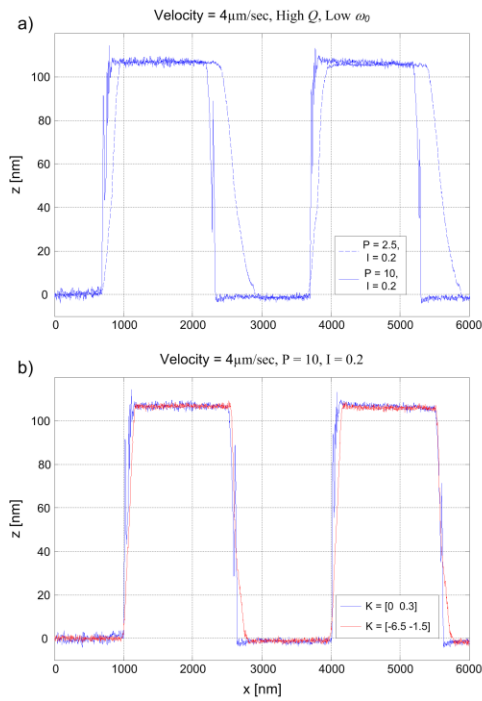 Velocity = 4µm/sec, High Q, Low ω0
a)
100
80
60
40
20
0
z [nm]
P = 2.5,
I = 0.2
P = 10,
I = 0.2
0 1000 2000 3000 4000 5000 6000
b)
Velocity = 4µm/sec, P = 10, I = 0.2
100
80
60
40
20
0
z [nm]
K = [0 0.3]
K = [-6.5 -1.5]
0 1000 2000 3000 4000 5000 6000
x [nm]